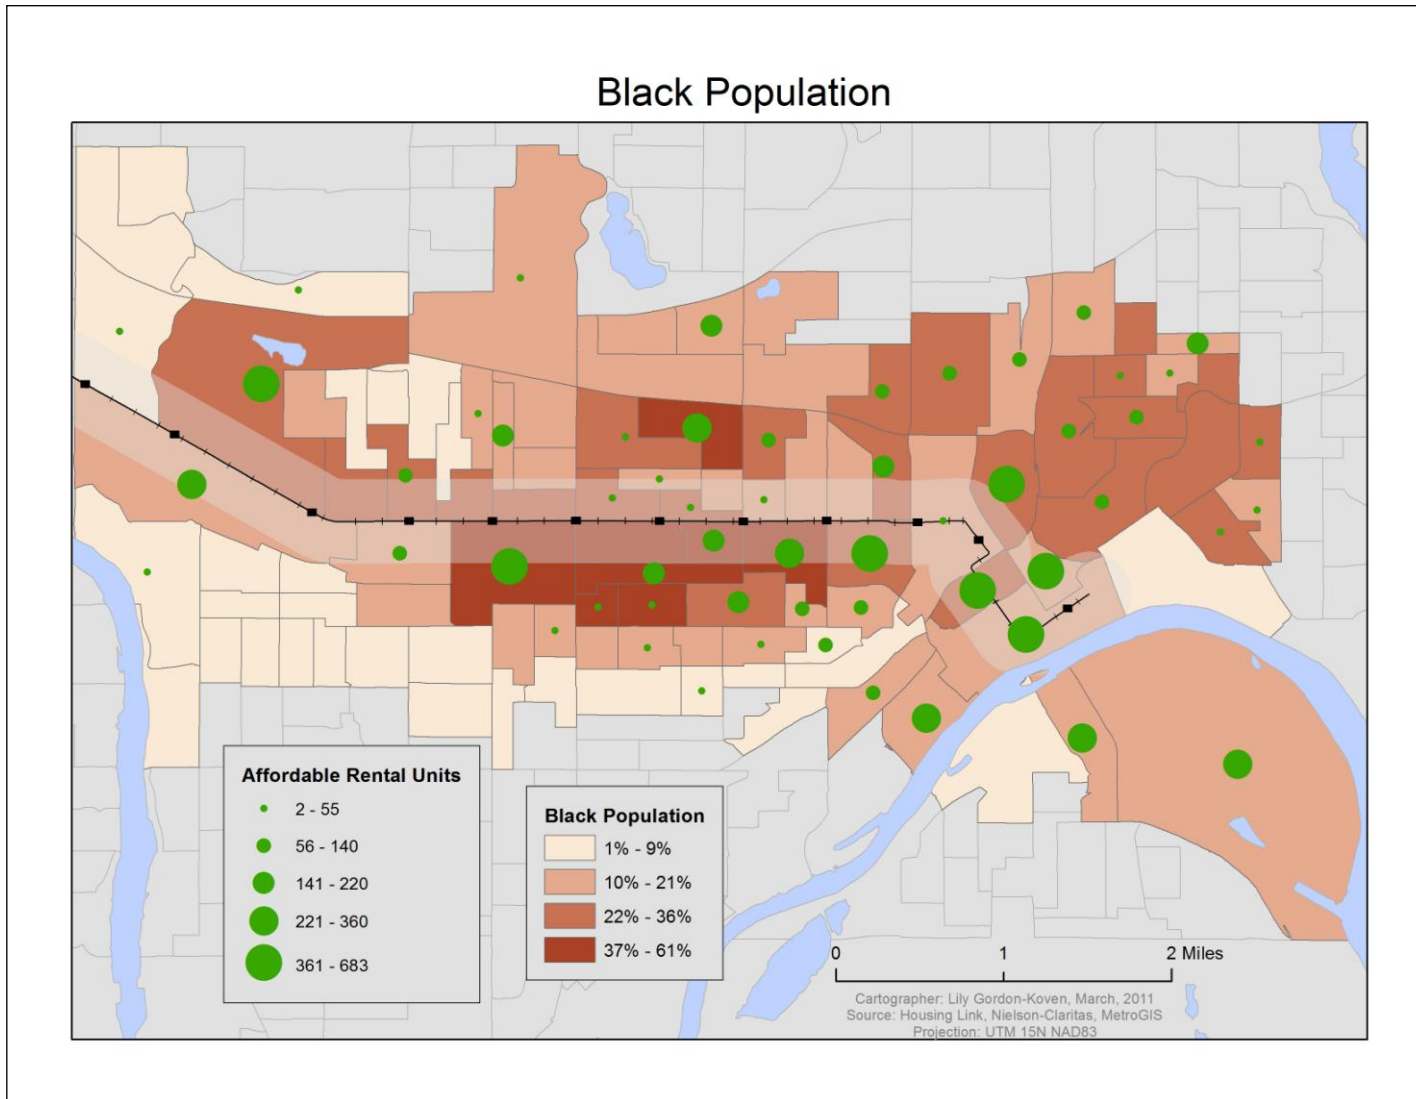 Black Population
Affordable Rental Units
2 - 55
56 - 140
141 - 220
221 - 360
361 - 683
Black Population
1% - 9%
10% - 21%
22% - 36%
37% - 61%
0 1 2 Miles
Cartographer: Lily Gordon-Koven, March, 2011
Source: Housing Link, Nielson-Claritas, MetroGIS
Projection: UTM 15N NAD83